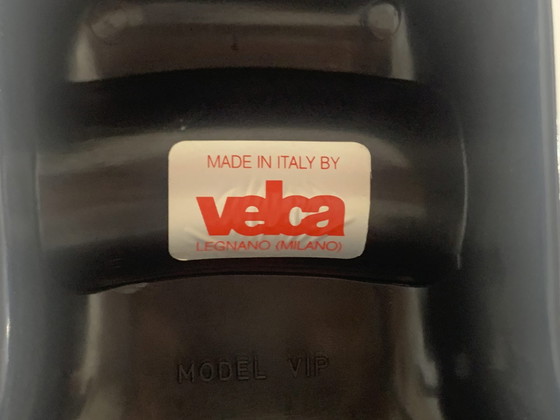 MADE IN ITALY BY
velca
LEGNANO (MILANO)
MODEL VIP